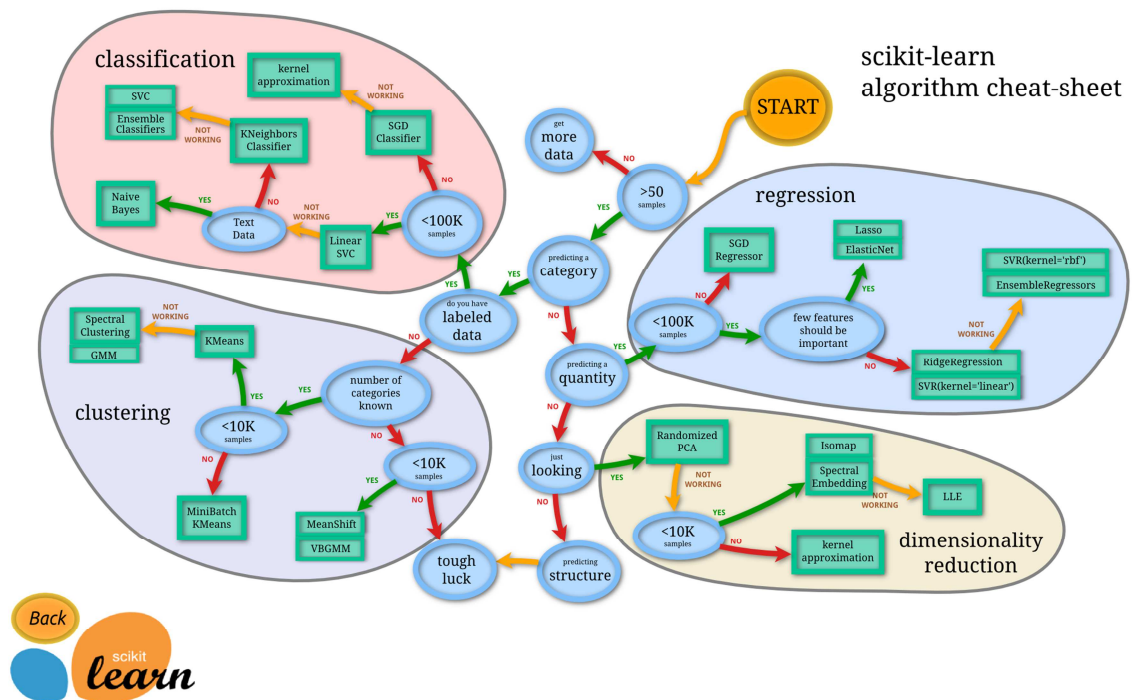 scikit-learn
algorithm cheat-sheet
START
get
more
data
NO
>50
samples
YES
predicting a
category
YES
NO
do you have
labeled
data
YES
NO
predicting a
quantity
YES
NO
just
looking
YES
NO
predicting
structure
tough
luck
classification
kernel
approximation
NOT
WORKING
SGD
Classifier
NO
<100K
samples
YES
Linear
SVC
NOT
WORKING
Text
Data
YES
Naive
Bayes
NO
KNeighbors
Classifier
NOT
WORKING
SVC
Ensemble
Classifiers
regression
SGD
Regressor
NO
<100K
samples
YES
few features
should be
important
YES
Lasso
ElasticNet
NO
RidgeRegression
SVR(kernel='linear')
NOT
WORKING
SVR(kernel='rbf')
EnsembleRegressors
clustering
Spectral
Clustering
GMM
NOT
WORKING
KMeans
YES
<10K
samples
NO
MiniBatch
KMeans
YES
number of
categories
known
NO
<10K
samples
YES
NO
MeanShift
VBGMM
dimensionality
reduction
Randomized
PCA
NOT
WORKING
<10K
samples
YES
Isomap
Spectral
Embedding
NOT
WORKING
LLE
NO
kernel
approximation
Back
scikit
learn